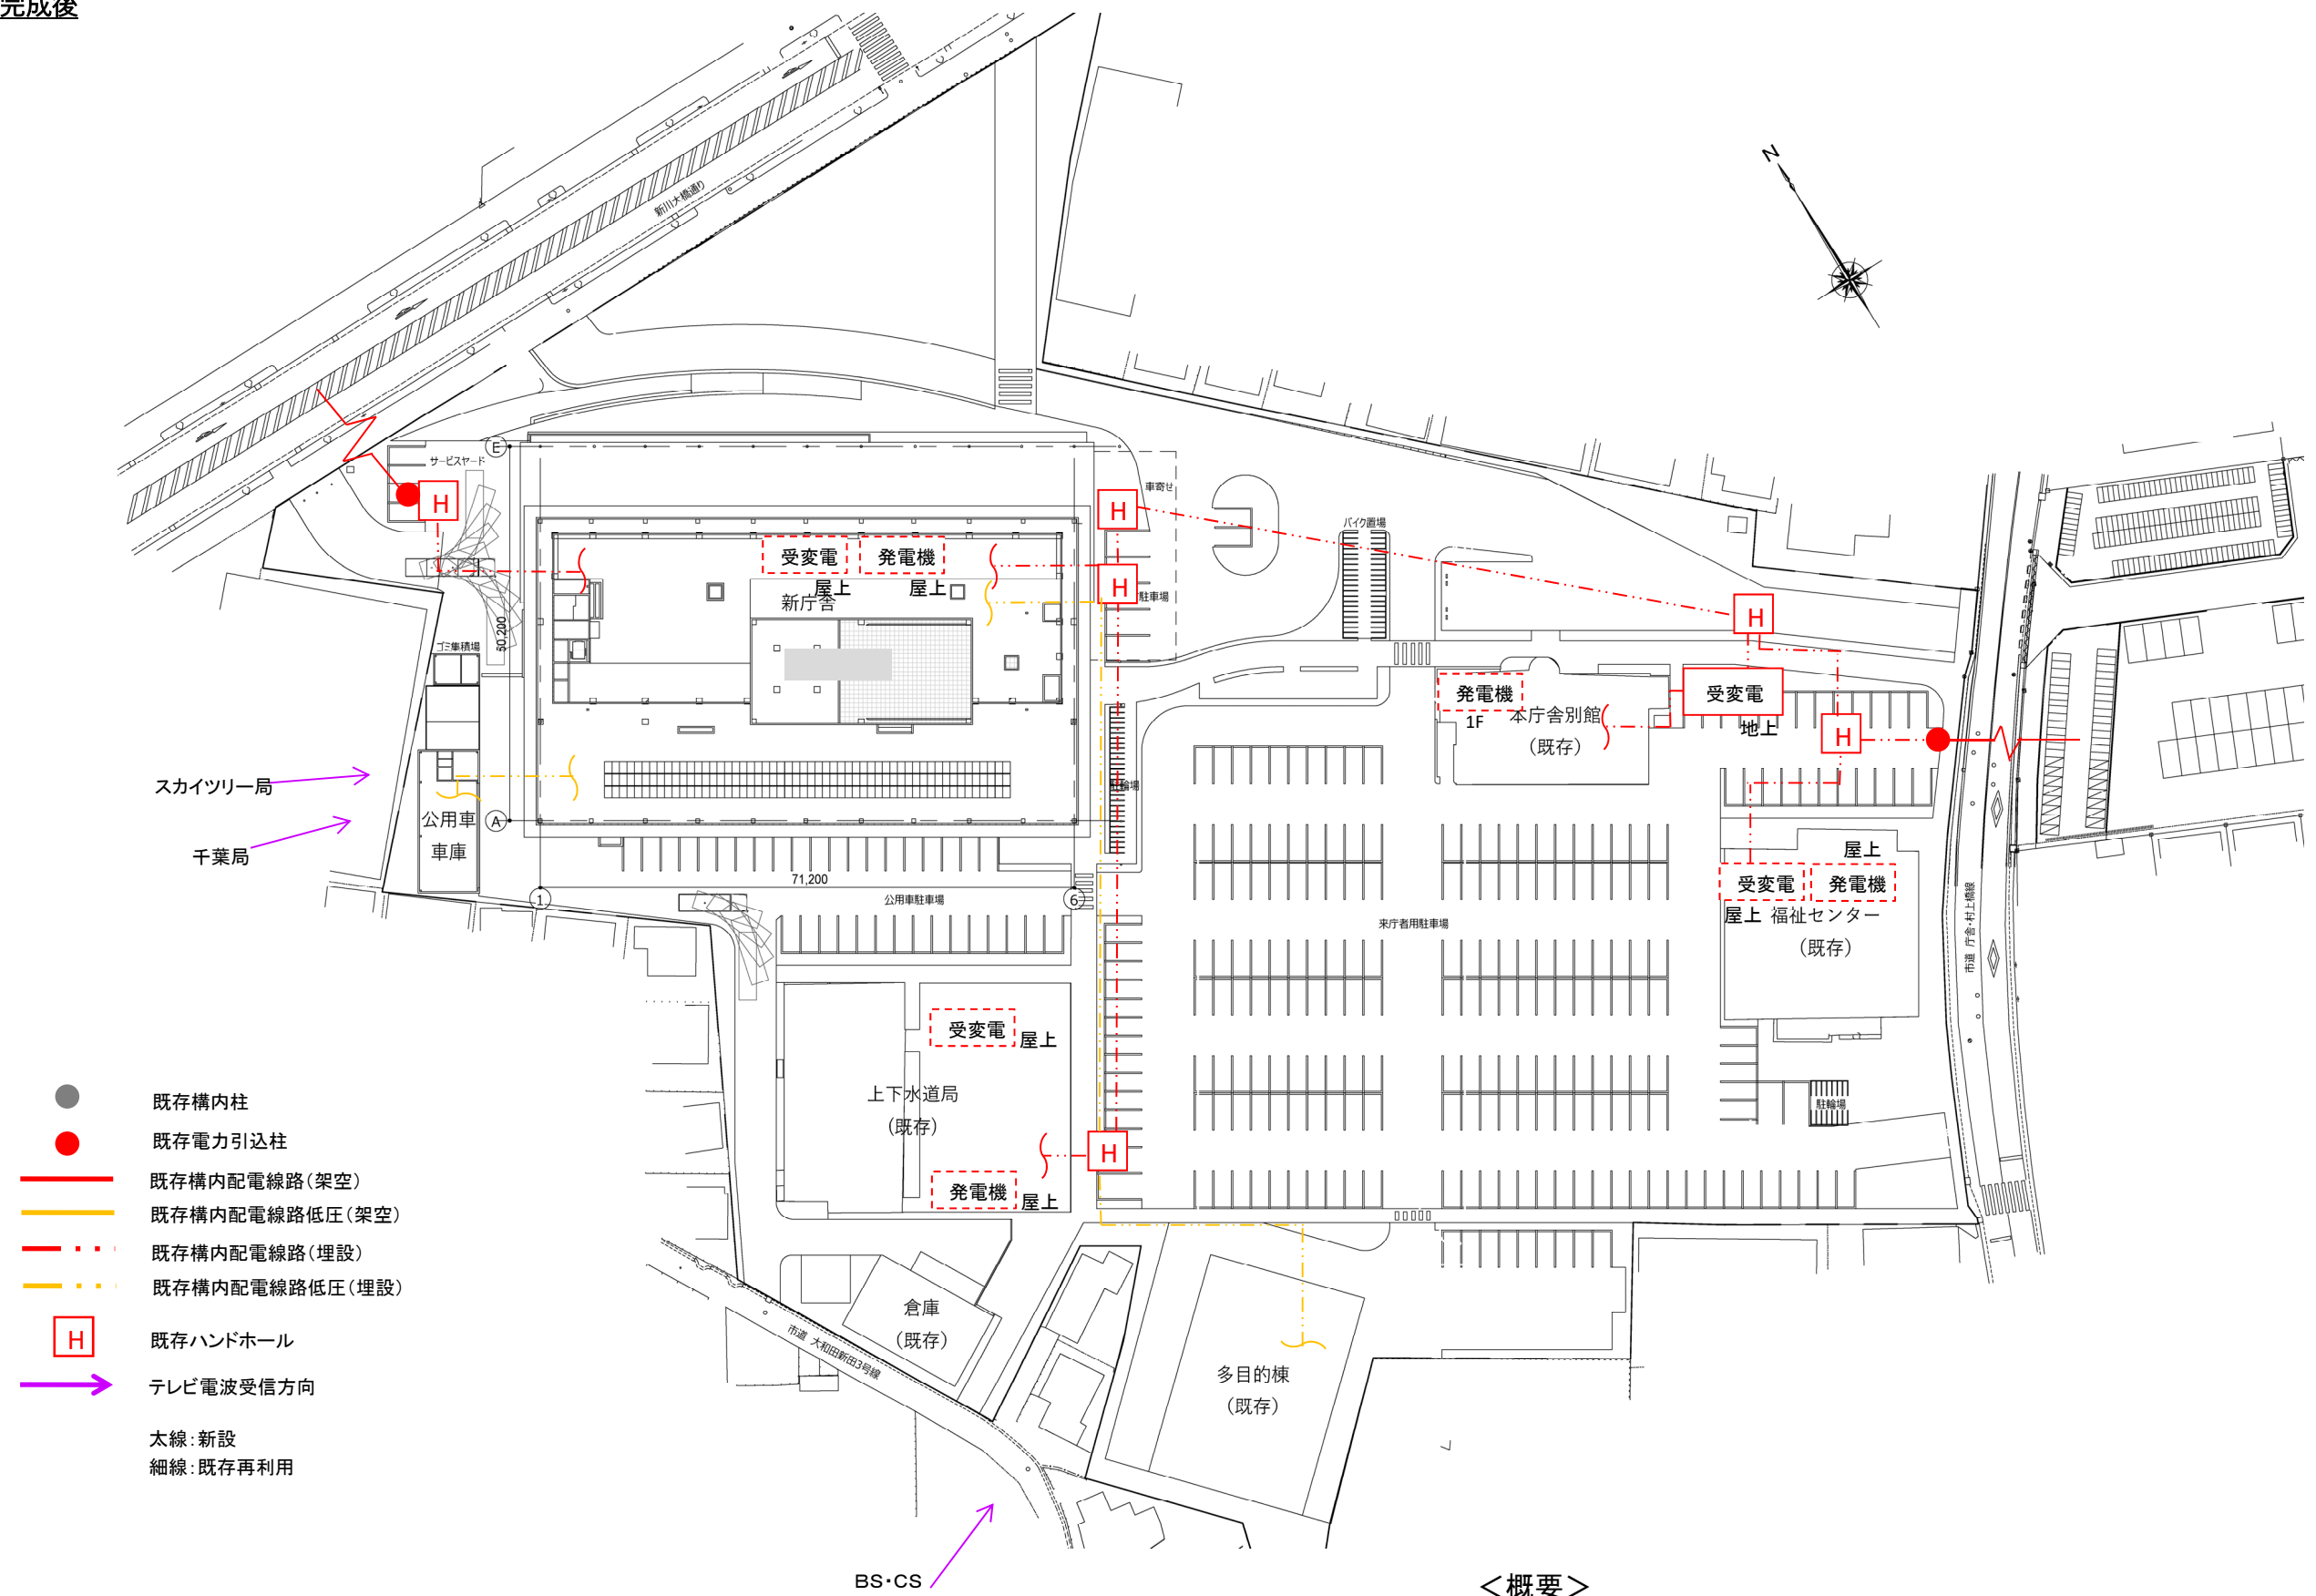 完成後
N
新川大橋通り
E
サービスヤード
H
車寄せ
H
バイク置場
受変電
発電機
屋上
屋上
H
駐車場
新庁舎
H
50,200
ゴミ集積場
発電機
1F
本庁舎別館
（既存）
受変電
地上
H
スカイツリー局
千葉局
公用車
車庫
A
駐輪場
71,200
1
6
公用車駐車場
来庁者用駐車場
屋上
受変電
発電機
屋上
福祉センター
（既存）
市道 庁舎・村上橋線
受変電
屋上
上下水道局
（既存）
H
発電機
屋上
駐輪場
既存構内柱
既存電力引込柱
既存構内配電線路（架空）
既存構内配電線路低圧（架空）
既存構内配電線路（埋設）
既存構内配電線路低圧（埋設）
H
既存ハンドホール
テレビ電波受信方向
太線：新設
細線：既存再利用
倉庫
（既存）
市道 大和田新田3号線
多目的棟
（既存）
BS・CS
＜概要＞